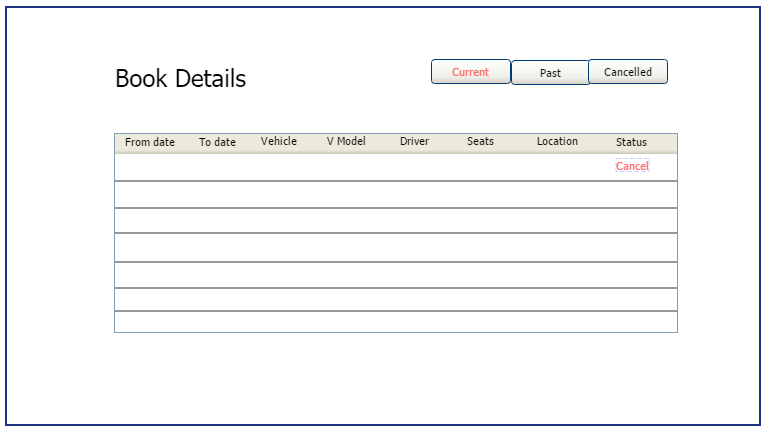 Book Details
Current Past Cancelled
From date To date Vehicle V Model Driver Seats Location Status
Cancel